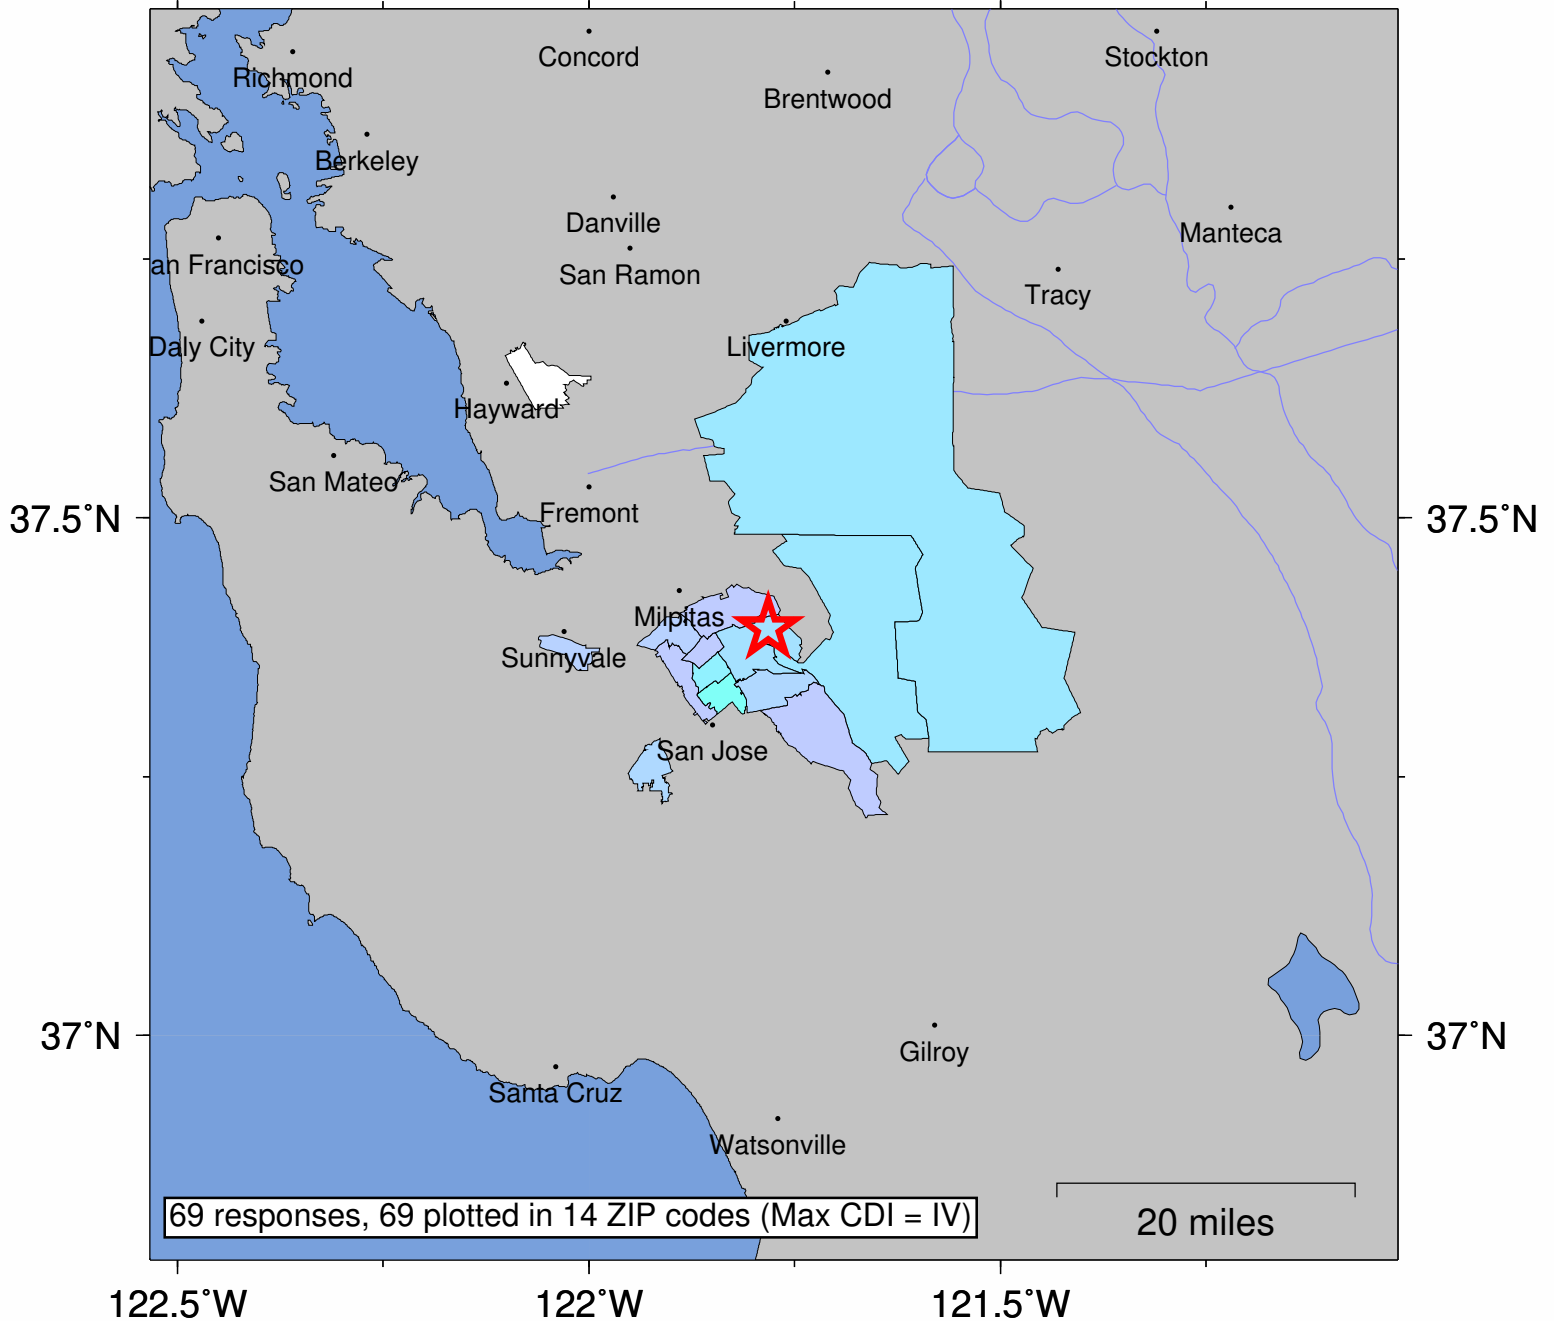 Concord
Stockton
Richmond
Brentwood
Berkeley
Danville
Manteca
an Francisco
San Ramon
Tracy
Daly City
Livermore
Hayward
San Mateo
Fremont
37.5°N
37.5°N
Milpitas
Sunnyvale
San Jose
37°N
37°N
Gilroy
Santa Cruz
Watsonville
69 responses, 69 plotted in 14 ZIP codes (Max CDI = IV)
20 miles
122.5°W
122°W
121.5°W